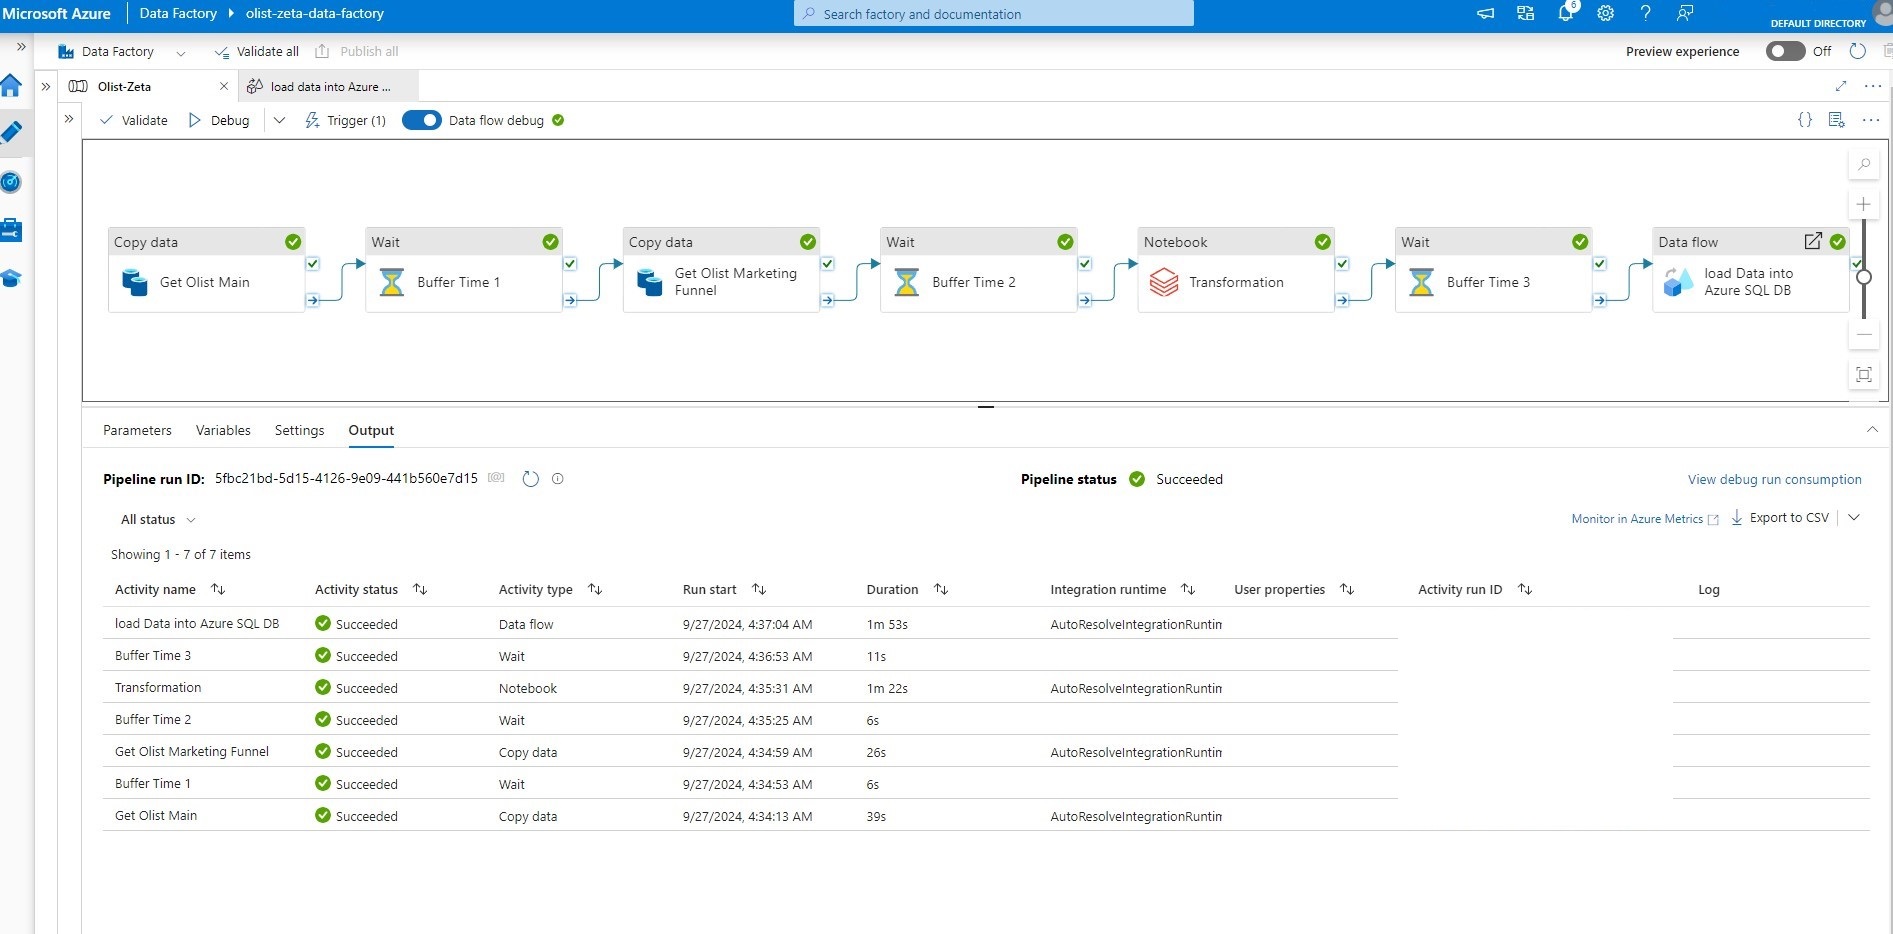 Microsoft Azure Data Factory olist-zeta-data-factory Search factory and documentation 6 DEFAULT DIRECTORY
Data Factory Validate all Publish all Preview experience Off
Olist-Zeta load data into Azure ...
Validate Debug Trigger (1) Data flow debug {}
Copy data Wait Copy data Wait Notebook Wait Data flow
Get Olist Main Buffer Time 1 Get Olist Marketing Funnel Buffer Time 2 Transformation Buffer Time 3 load Data into Azure SQL DB
Parameters Variables Settings Output
Pipeline run ID: 5fbc21bd-5d15-4126-9e09-441b560e7d15 Pipeline status Succeeded View debug run consumption
All status Monitor in Azure Metrics Export to CSV
Showing 1 - 7 of 7 items
Activity name Activity status Activity type Run start Duration Integration runtime User properties Activity run ID Log
load Data into Azure SQL DB Succeeded Data flow 9/27/2024, 4:37:04 AM 1m 53s AutoResolveIntegrationRuntin
Buffer Time 3 Succeeded Wait 9/27/2024, 4:36:53 AM 11s
Transformation Succeeded Notebook 9/27/2024, 4:35:31 AM 1m 22s AutoResolveIntegrationRuntin
Buffer Time 2 Succeeded Wait 9/27/2024, 4:35:25 AM 6s
Get Olist Marketing Funnel Succeeded Copy data 9/27/2024, 4:34:59 AM 26s AutoResolveIntegrationRuntin
Buffer Time 1 Succeeded Wait 9/27/2024, 4:34:53 AM 6s
Get Olist Main Succeeded Copy data 9/27/2024, 4:34:13 AM 39s AutoResolveIntegrationRuntin